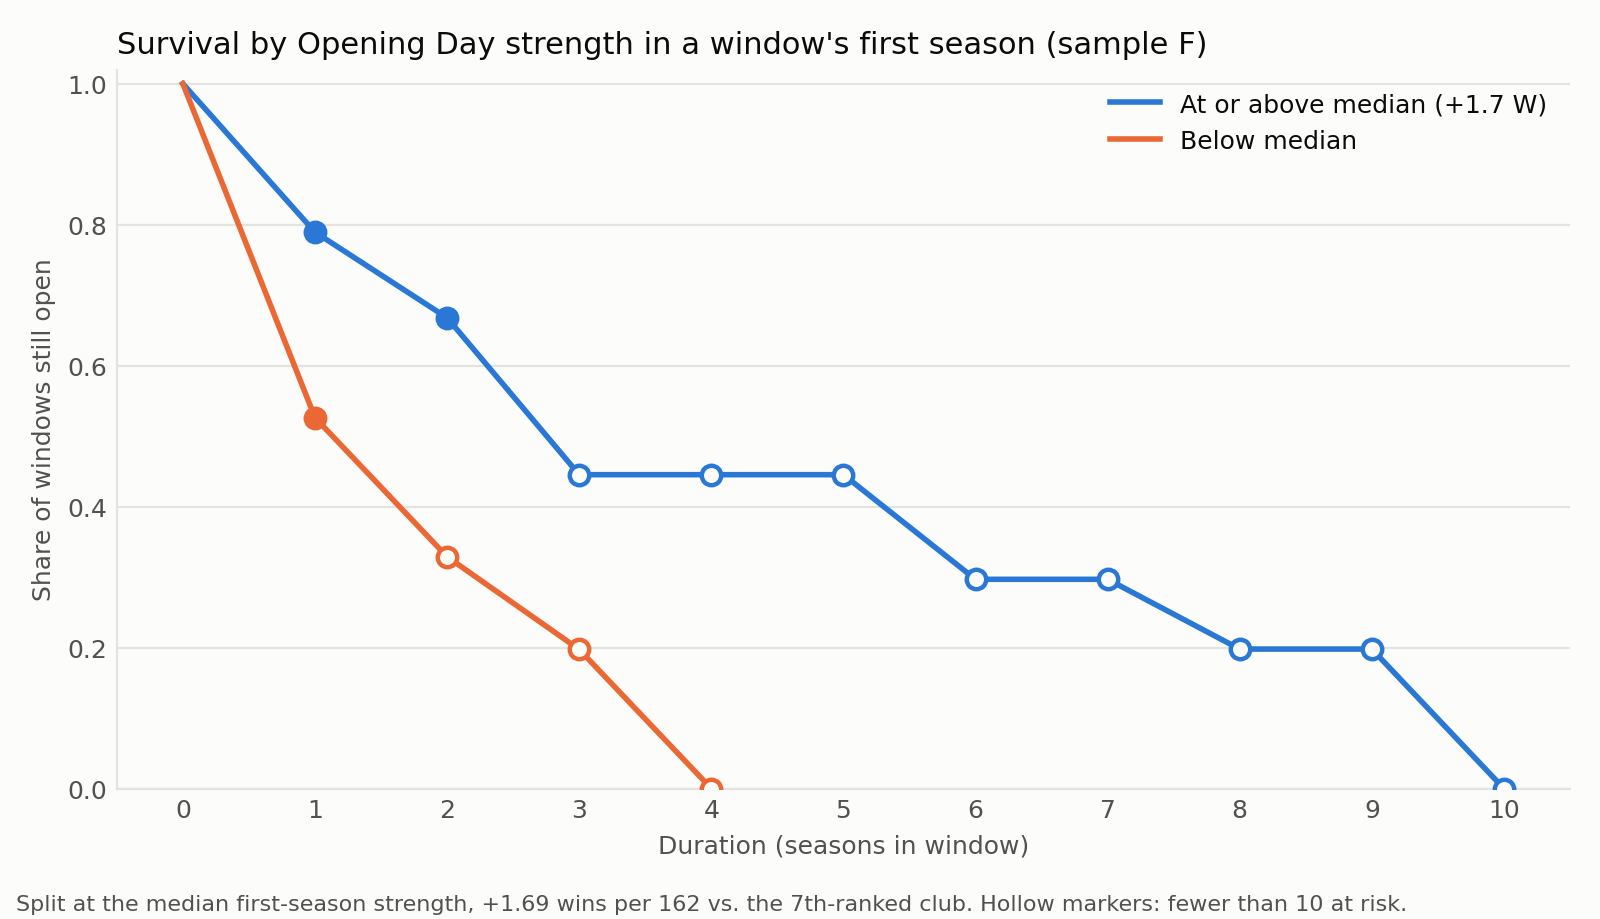 Survival by Opening Day strength in a window's first season (sample F)
At or above median (+1.7 W)
Below median
Share of windows still open
1.0
0.8
0.6
0.4
0.2
0.0
0 1 2 3 4 5 6 7 8 9 10
Duration (seasons in window)
Split at the median first-season strength, +1.69 wins per 162 vs. the 7th-ranked club. Hollow markers: fewer than 10 at risk.